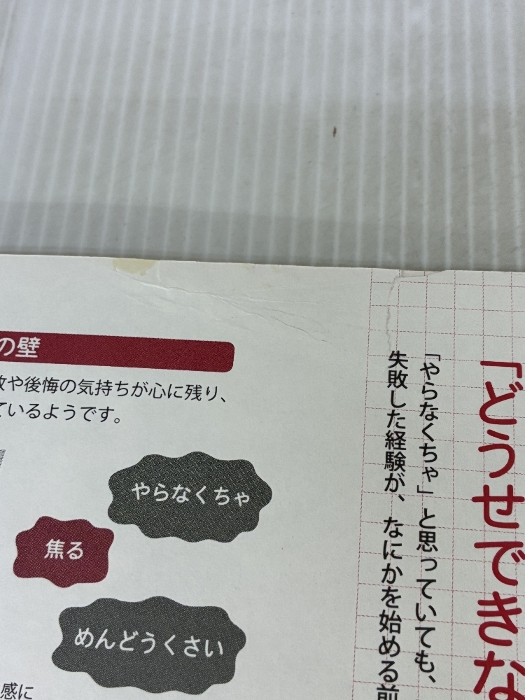 「どうせできな
「やらなくちゃ」と思っていても、
失敗した経験が、なにかを始める前
の壁
や後悔の気持ちが心に残り、
ているようです。
やらなくちゃ
焦る
めんどうくさい
感に